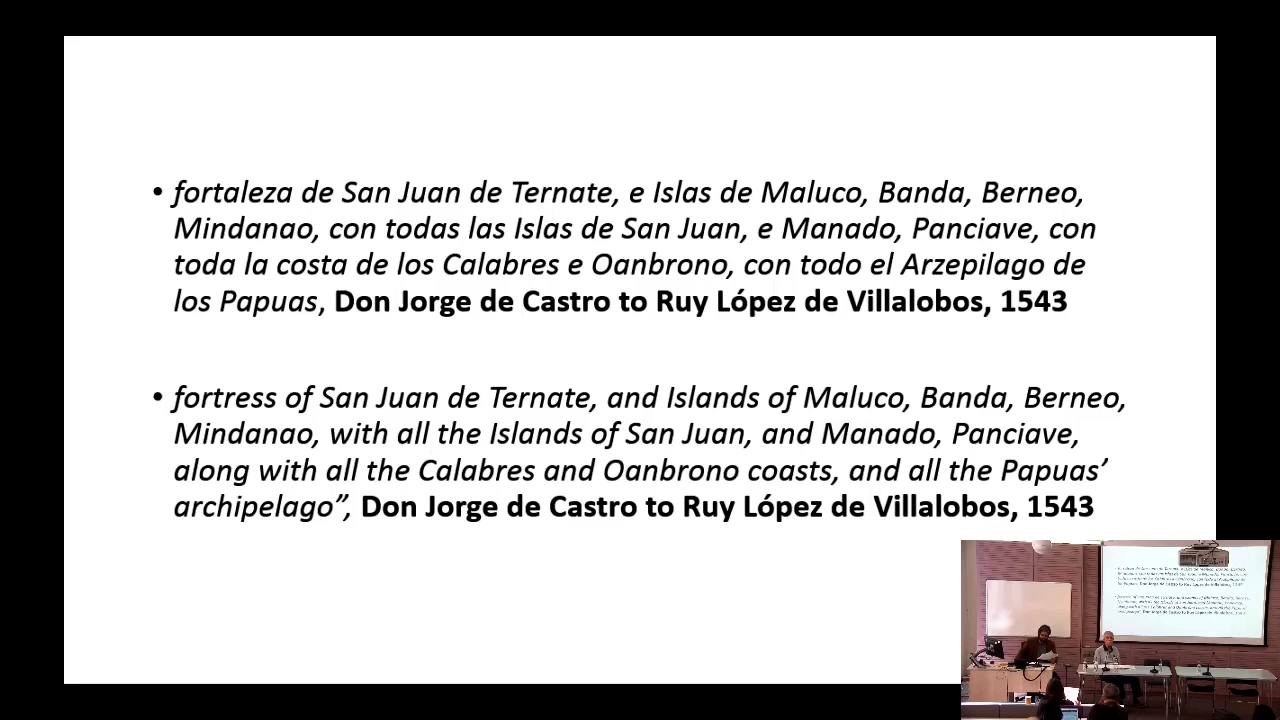 • fortaleza de San Juan de Ternate, e Islas de Maluco, Banda, Berneo,
Mindanao, con todas las Islas de San Juan, e Manado, Panciave, con
toda la costa de los Calabres e Oanbrono, con todo el Arzepilago de
los Papuas, Don Jorge de Castro to Ruy López de Villalobos, 1543
• fortress of San Juan de Ternate, and Islands of Maluco, Banda, Berneo,
Mindanao, with all the Islands of San Juan, and Manado, Panciave,
along with all the Calabres and Oanbrono coasts, and all the Papuas’
archipelago”, Don Jorge de Castro to Ruy López de Villalobos, 1543